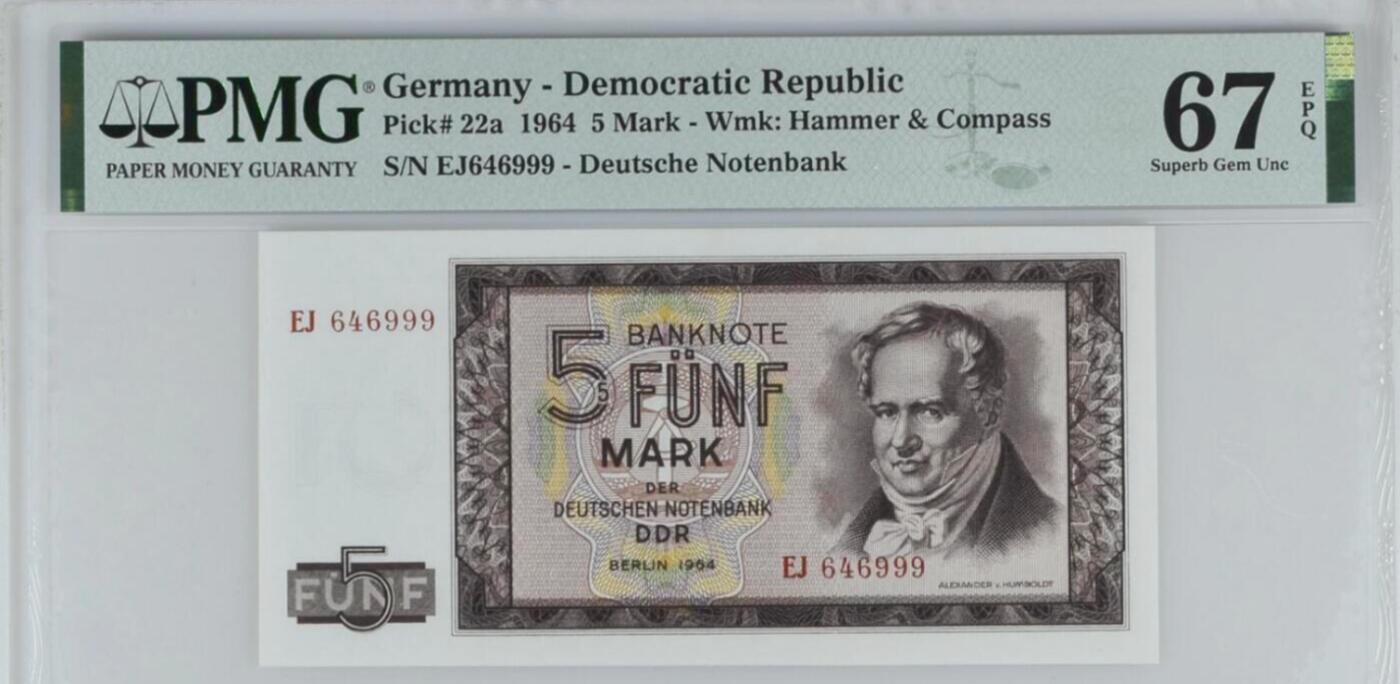 PMG®
PAPER MONEY GUARANTY
Germany - Democratic Republic
Pick# 22a 1964 5 Mark - Wmk: Hammer & Compass
S/N EJ646999 - Deutsche Notenbank
67
EPQ
Superb Gem Unc
EJ 646999
5
5
BANKNOTE
FÜNF
MARK
DER
DEUTSCHEN NOTENBANK
DDR
BERLIN 1964
EJ 646999
ALEXANDER v. HUMBOLDT
5
FÜNF